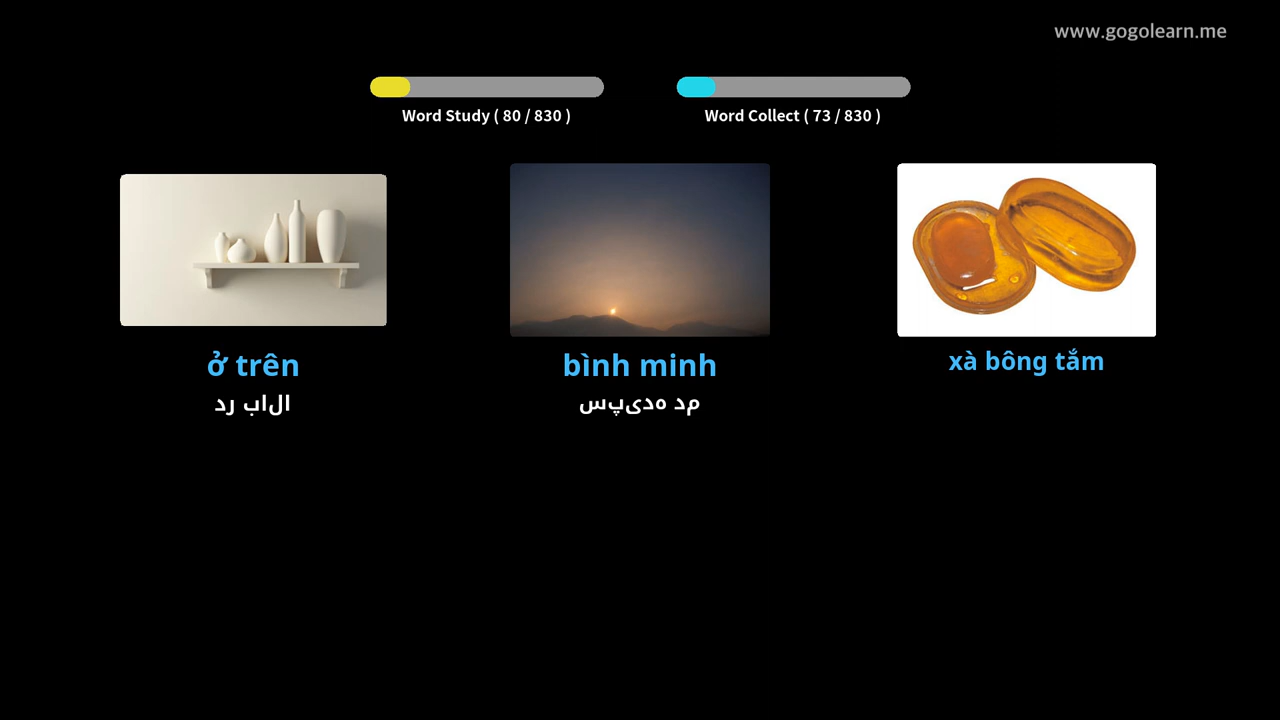 www.gogolearn.me
Word Study ( 80 / 830 )
Word Collect ( 73 / 830 )
ở trên
bình minh
xà bông tắm
در بالا
سپیده دم